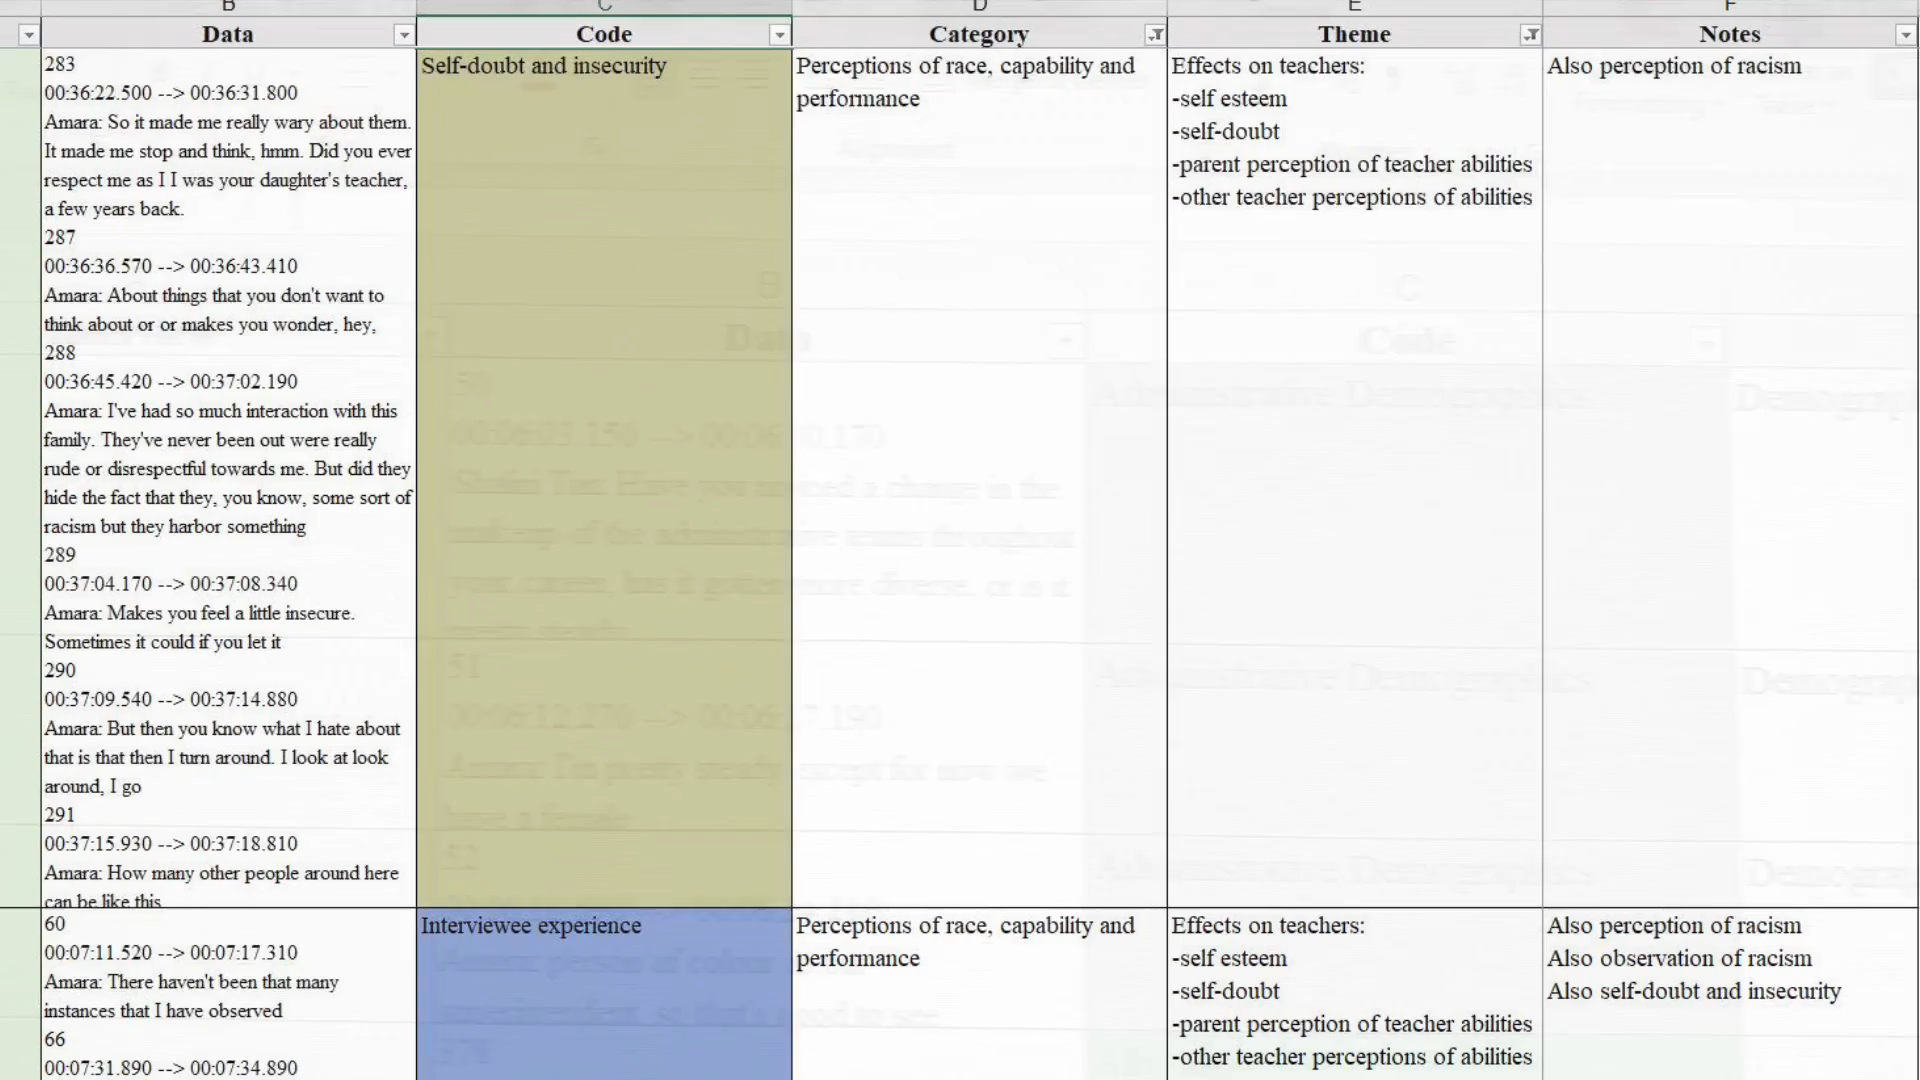 B C D E F
Data Code Category Theme Notes
283
00:36:22.500 --> 00:36:31.800
Amara: So it made me really wary about them.
It made me stop and think, hmm. Did you ever
respect me as I I was your daughter's teacher,
a few years back.
287
00:36:36.570 --> 00:36:43.410
Amara: About things that you don't want to
think about or or makes you wonder, hey,
288
00:36:45.420 --> 00:37:02.190
Amara: I've had so much interaction with this
family. They've never been out were really
rude or disrespectful towards me. But did they
hide the fact that they, you know, some sort of
racism but they harbor something
289
00:37:04.170 --> 00:37:08.340
Amara: Makes you feel a little insecure.
Sometimes it could if you let it
290
00:37:09.540 --> 00:37:14.880
Amara: But then you know what I hate about
that is that then I turn around. I look at look
around, I go
291
00:37:15.930 --> 00:37:18.810
Amara: How many other people around here
can be like this
Self-doubt and insecurity
Perceptions of race, capability and
performance
Effects on teachers:
-self esteem
-self-doubt
-parent perception of teacher abilities
-other teacher perceptions of abilities
Also perception of racism
60
00:07:11.520 --> 00:07:17.310
Amara: There haven't been that many
instances that I have observed
66
00:07:31.890 --> 00:07:34.890
Interviewee experience
Perceptions of race, capability and
performance
Effects on teachers:
-self esteem
-self-doubt
-parent perception of teacher abilities
-other teacher perceptions of abilities
Also perception of racism
Also observation of racism
Also self-doubt and insecurity
B C
Data Code
50
Administrative Demographics
51
Administrative Demographics
52
Administrative Demographics